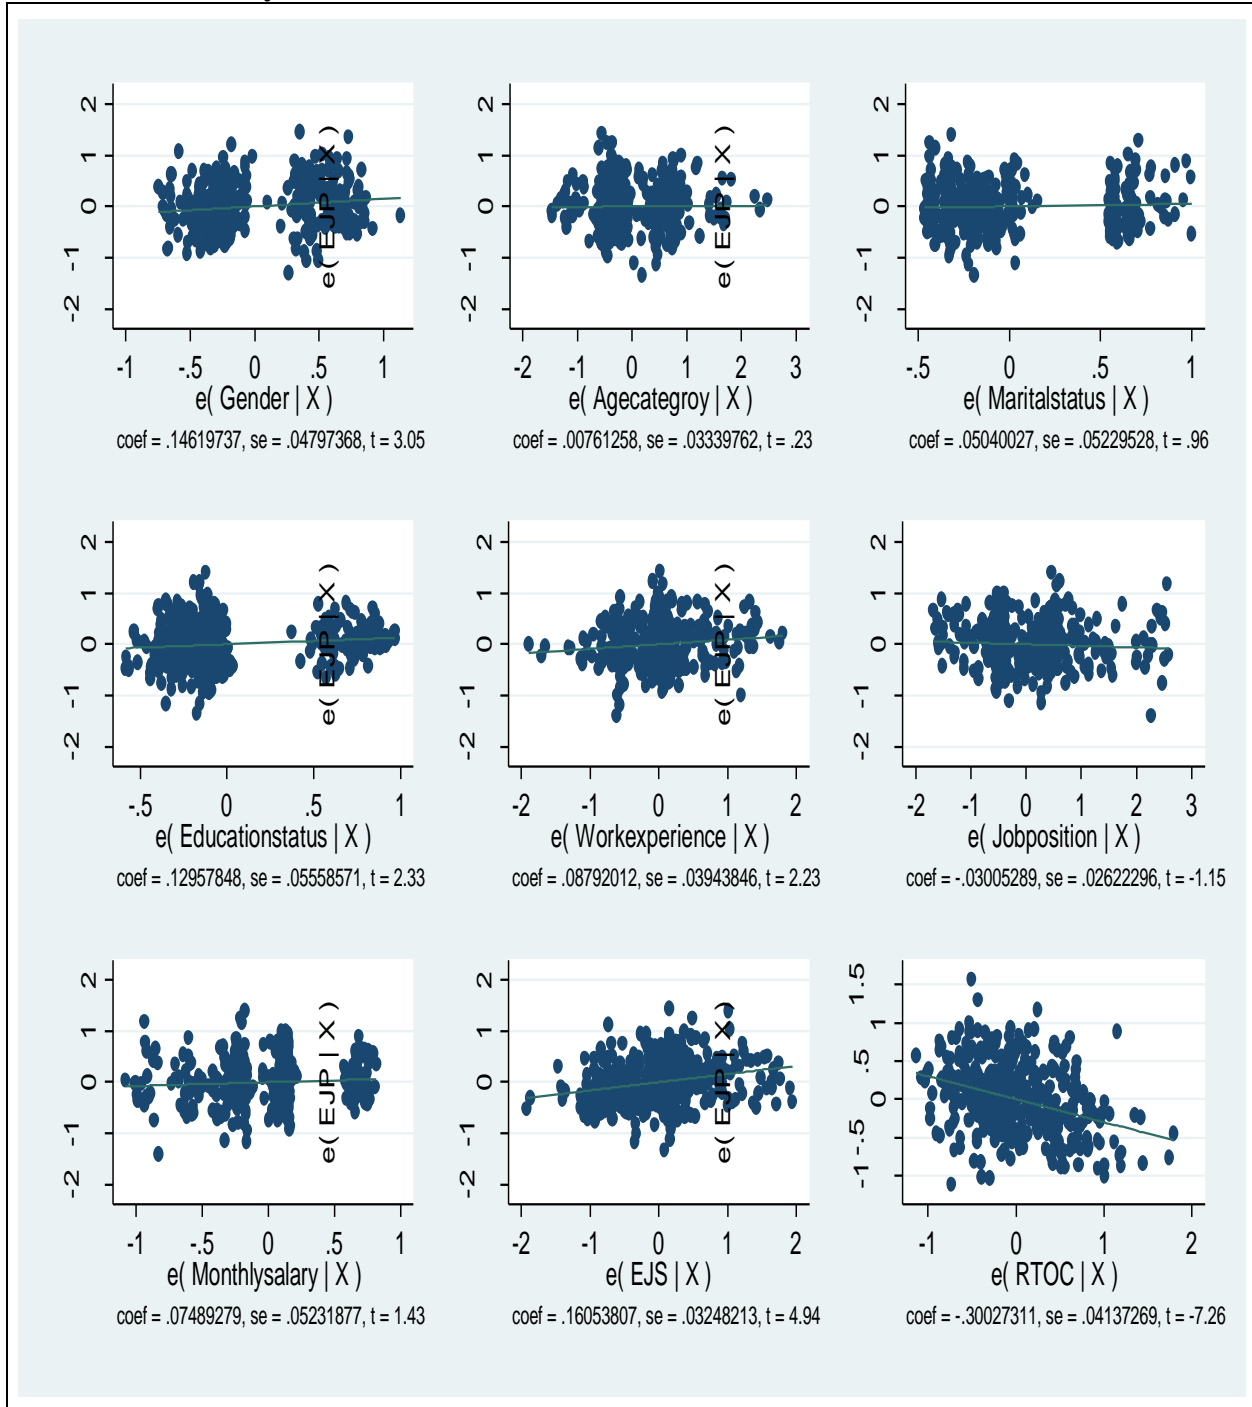 2
1
0
-1
-2
-1 -.5 0 .5 1
e( EJP | X )
e( Gender | X )
coef = .14619737, se = .04797368, t = 3.05
2
1
0
-1
-2
-2 -1 0 1 2 3
e( EJP | X )
e( Agecategroy | X )
coef = .00761258, se = .03339762, t = .23
2
1
0
-1
-2
-.5 0 .5 1
e( Maritalstatus | X )
coef = .05040027, se = .05229528, t = .96
2
1
0
-1
-2
-.5 0 .5 1
e( EJP | X )
e( Educationstatus | X )
coef = .12957848, se = .05558571, t = 2.33
2
1
0
-1
-2
-2 -1 0 1 2
e( EJP | X )
e( Workexperience | X )
coef = .08792012, se = .03943846, t = 2.23
2
1
0
-1
-2
-2 -1 0 1 2 3
e( Jobposition | X )
coef = -.03005289, se = .02622296, t = -1.15
2
1
0
-1
-2
-1 -.5 0 .5 1
e( EJP | X )
e( Monthlysalary | X )
coef = .07489279, se = .05231877, t = 1.43
2
1
0
-1
-2
-2 -1 0 1 2
e( EJP | X )
e( EJS | X )
coef = .16053807, se = .03248213, t = 4.94
1.5
1
.5
0
-.5
-1
-1 0 1 2
e( RTOC | X )
coef = -.30027311, se = .04137269, t = -7.26